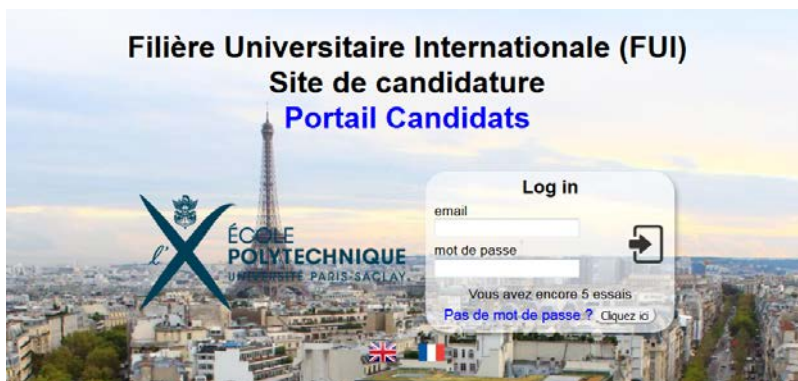 Filière Universitaire Internationale (FUI)
Site de candidature
Portail Candidats
Log in
email
mot de passe
Vous avez encore 5 essais
Pas de mot de passe ? Cliquez ici
l'X
ÉCOLE
POLYTECHNIQUE
UNIVERSITÉ PARIS-SACLAY